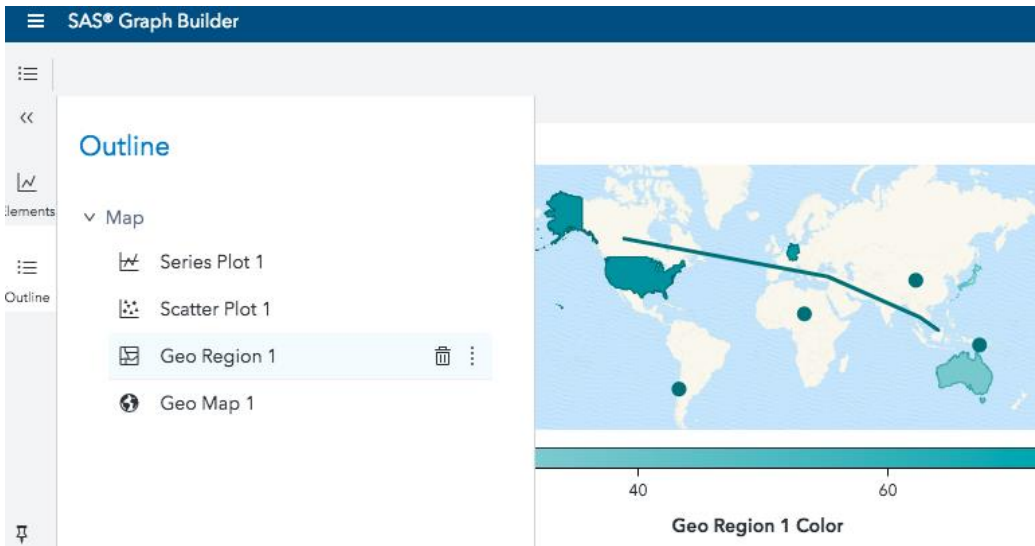 SAS® Graph Builder
Outline
Elements
Map
Series Plot 1
Outline
Scatter Plot 1
Geo Region 1
Geo Map 1
40 60
Geo Region 1 Color